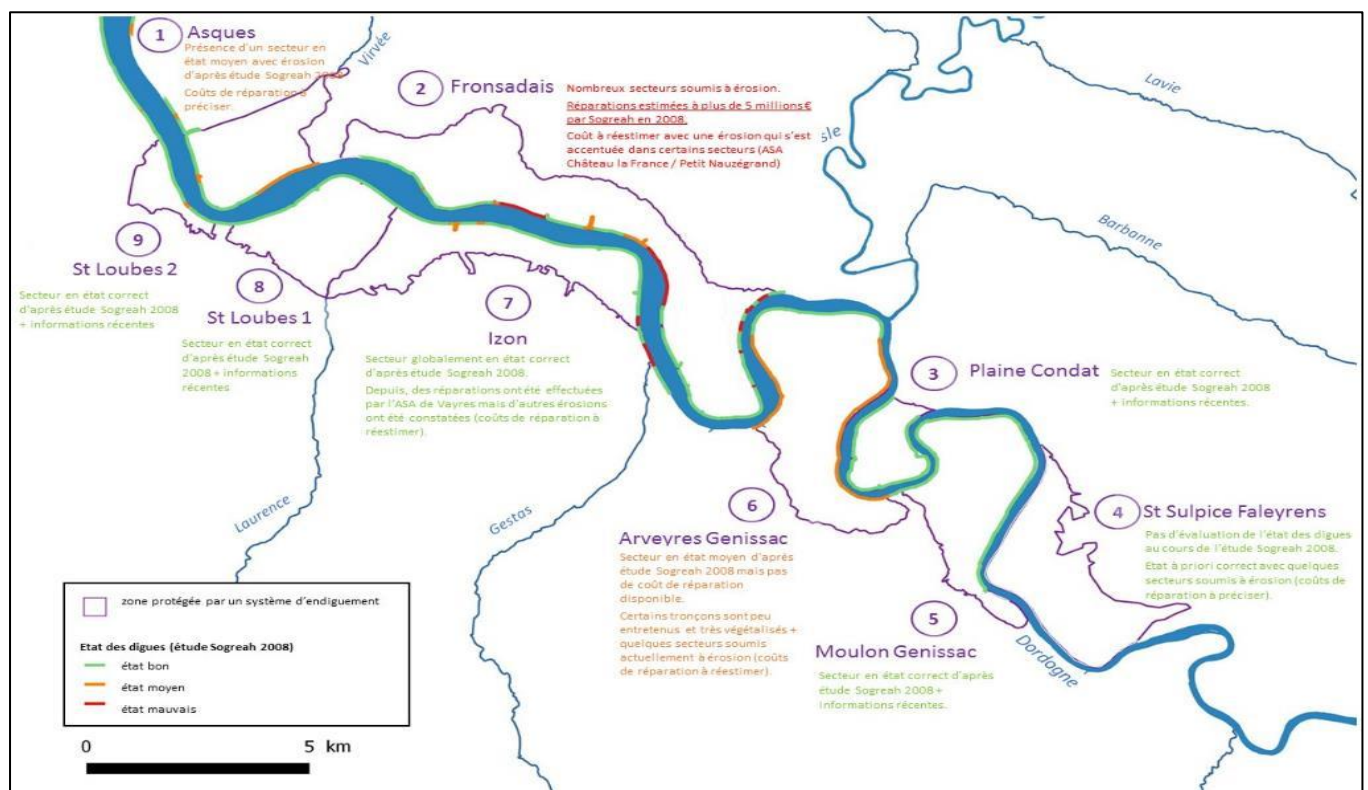 1 Asques
Présence d'un secteur en
état moyen avec érosion
d'après étude Sogreah 2008
Coûts de réparation à
préciser.
Virvée
2 Fronsadais
Nombreux secteurs soumis à érosion.
Réparations estimées à plus de 5 millions €
par Sogreah en 2008.
Coût à réestimer avec une érosion qui s'est
accentuée dans certains secteurs (ASA
Château la France / Petit Nauzégrand)
sle
Lavie
Barbanne
9
St Loubes 2
Secteur en état correct
d'après étude Sogreah 2008
+ informations récentes
8
St Loubes 1
Secteur en état correct
d'après étude Sogreah
2008 + informations
récentes
7
Izon
Secteur globalement en état correct
d'après étude Sogreah 2008.
Depuis, des réparations ont été effectuées
par l'ASA de Vayres mais d'autres érosions
ont été constatées (coûts de réparation à
réestimer).
3 Plaine Condat
Secteur en état correct
d'après étude Sogreah 2008
+ informations récentes.
Laurence
Gestas
6
Arveyres Genissac
Secteur en état moyen d'après
étude Sogreah 2008 mais pas
de coût de réparation
disponible.
Certains tronçons sont peu
entretenus et très végétalisés +
quelques secteurs soumis
actuellement à érosion (coûts
de réparation à réestimer).
4 St Sulpice Faleyrens
Pas d'évaluation de l'état des digues
au cours de l'étude Sogreah 2008.
Etat à priori correct avec quelques
secteurs soumis à érosion (coûts de
réparation à préciser).
5
Moulon Genissac
Secteur en état correct d'après
étude Sogreah 2008 +
informations récentes.
Dordogne
zone protégée par un système d'endiguement
Etat des digues (étude Sogreah 2008)
état bon
état moyen
état mauvais
0 5 km